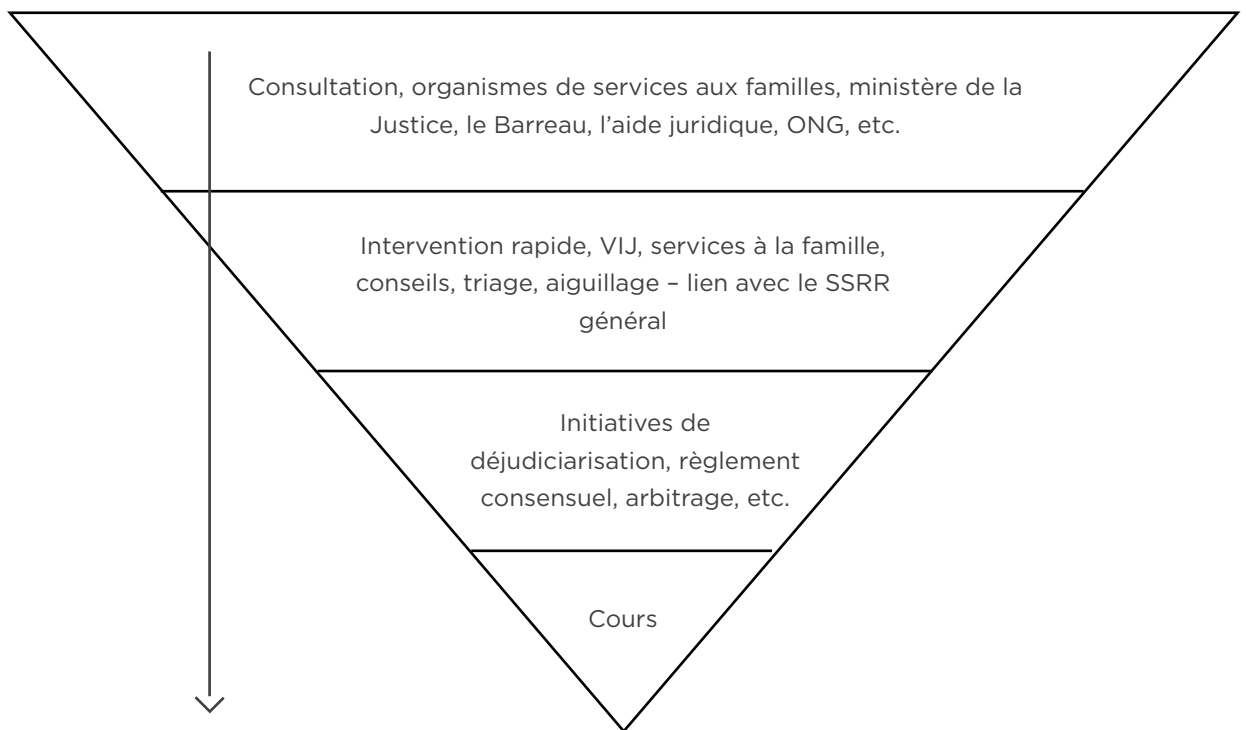 Consultation, organismes de services aux familles, ministère de la
Justice, le Barreau, l’aide juridique, ONG, etc.
Intervention rapide, VIJ, services à la famille,
conseils, triage, aiguillage – lien avec le SSRR
général
Initiatives de
déjudiciarisation, règlement
consensuel, arbitrage, etc.
Cours